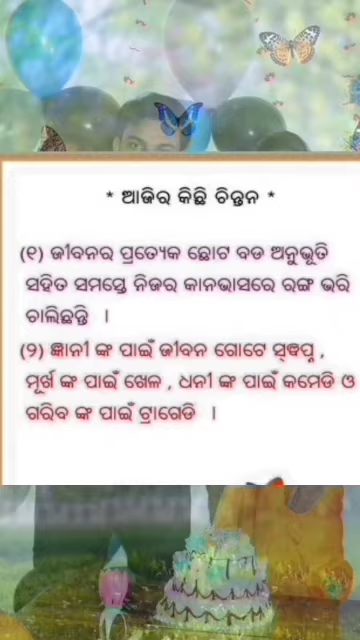 * ଆଜିର କିଛି ଚିନ୍ତନ *
(୧) ଜୀବନର ପ୍ରତ୍ୟେକ ଛୋଟ ବଡ ଅନୁଭୂତି
ସହିତ ସମସ୍ତେ ନିଜର କାନଭାସରେ ରଙ୍ଗ ଭରି
ଚାଲିଛନ୍ତି ।
(୨) ଜ୍ଞାନୀ ଙ୍କ ପାଇଁ ଜୀବନ ଗୋଟେ ସ୍ୱପ୍ନ ,
ମୂର୍ଖ ଙ୍କ ପାଇଁ ଖେଳ , ଧନୀ ଙ୍କ ପାଇଁ କମେଡି ଓ
ଗରିବ ଙ୍କ ପାଇଁ ଟ୍ରାଗେଡି ।